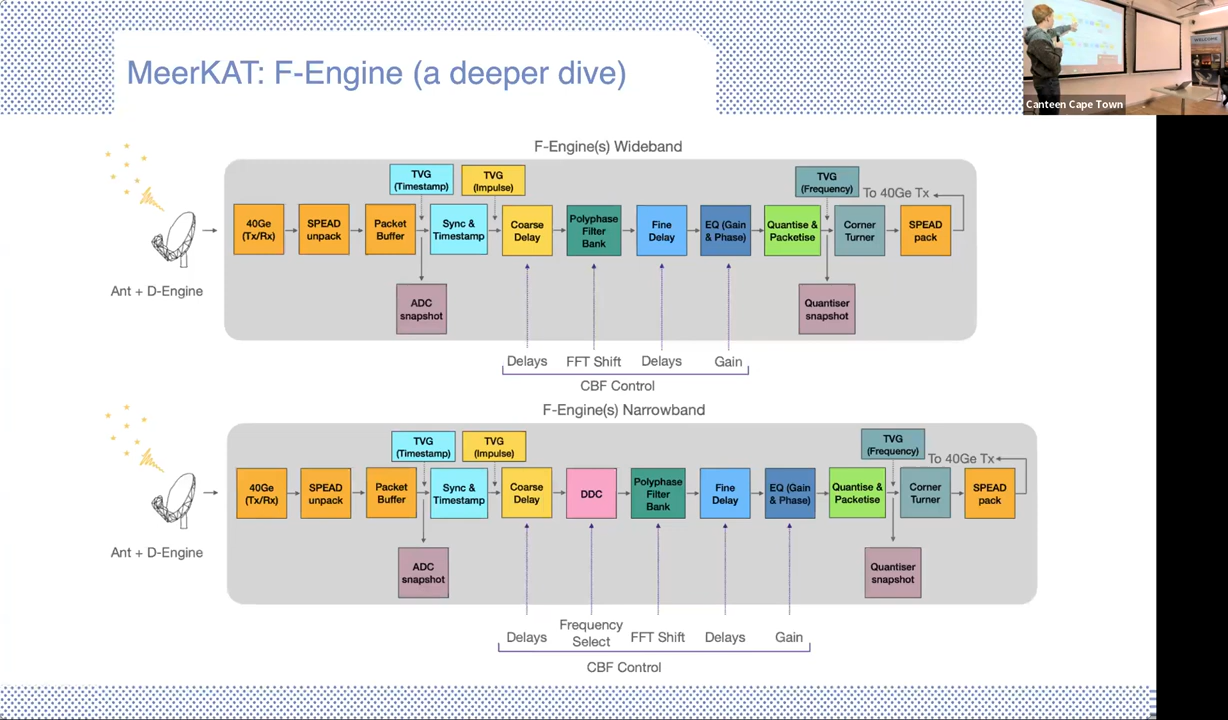 MeerKAT: F-Engine (a deeper dive)
WELCOME
Canteen Cape Town
F-Engine(s) Wideband
TVG
(Timestamp)
TVG
(Impulse)
TVG
(Frequency)
To 40Ge Tx
40Ge
(Tx/Rx)
SPEAD
unpack
Packet
Buffer
Sync &
Timestamp
Coarse
Delay
Polyphase
Filter
Bank
Fine
Delay
EQ (Gain
& Phase)
Quantise &
Packetise
Corner
Turner
SPEAD
pack
Ant + D-Engine
ADC
snapshot
Quantiser
snapshot
Delays
FFT Shift
Delays
Gain
CBF Control
F-Engine(s) Narrowband
TVG
(Timestamp)
TVG
(Impulse)
TVG
(Frequency)
To 40Ge Tx
40Ge
(Tx/Rx)
SPEAD
unpack
Packet
Buffer
Sync &
Timestamp
Coarse
Delay
DDC
Polyphase
Filter
Bank
Fine
Delay
EQ (Gain
& Phase)
Quantise &
Packetise
Corner
Turner
SPEAD
pack
Ant + D-Engine
ADC
snapshot
Quantiser
snapshot
Delays
Frequency
Select
FFT Shift
Delays
Gain
CBF Control